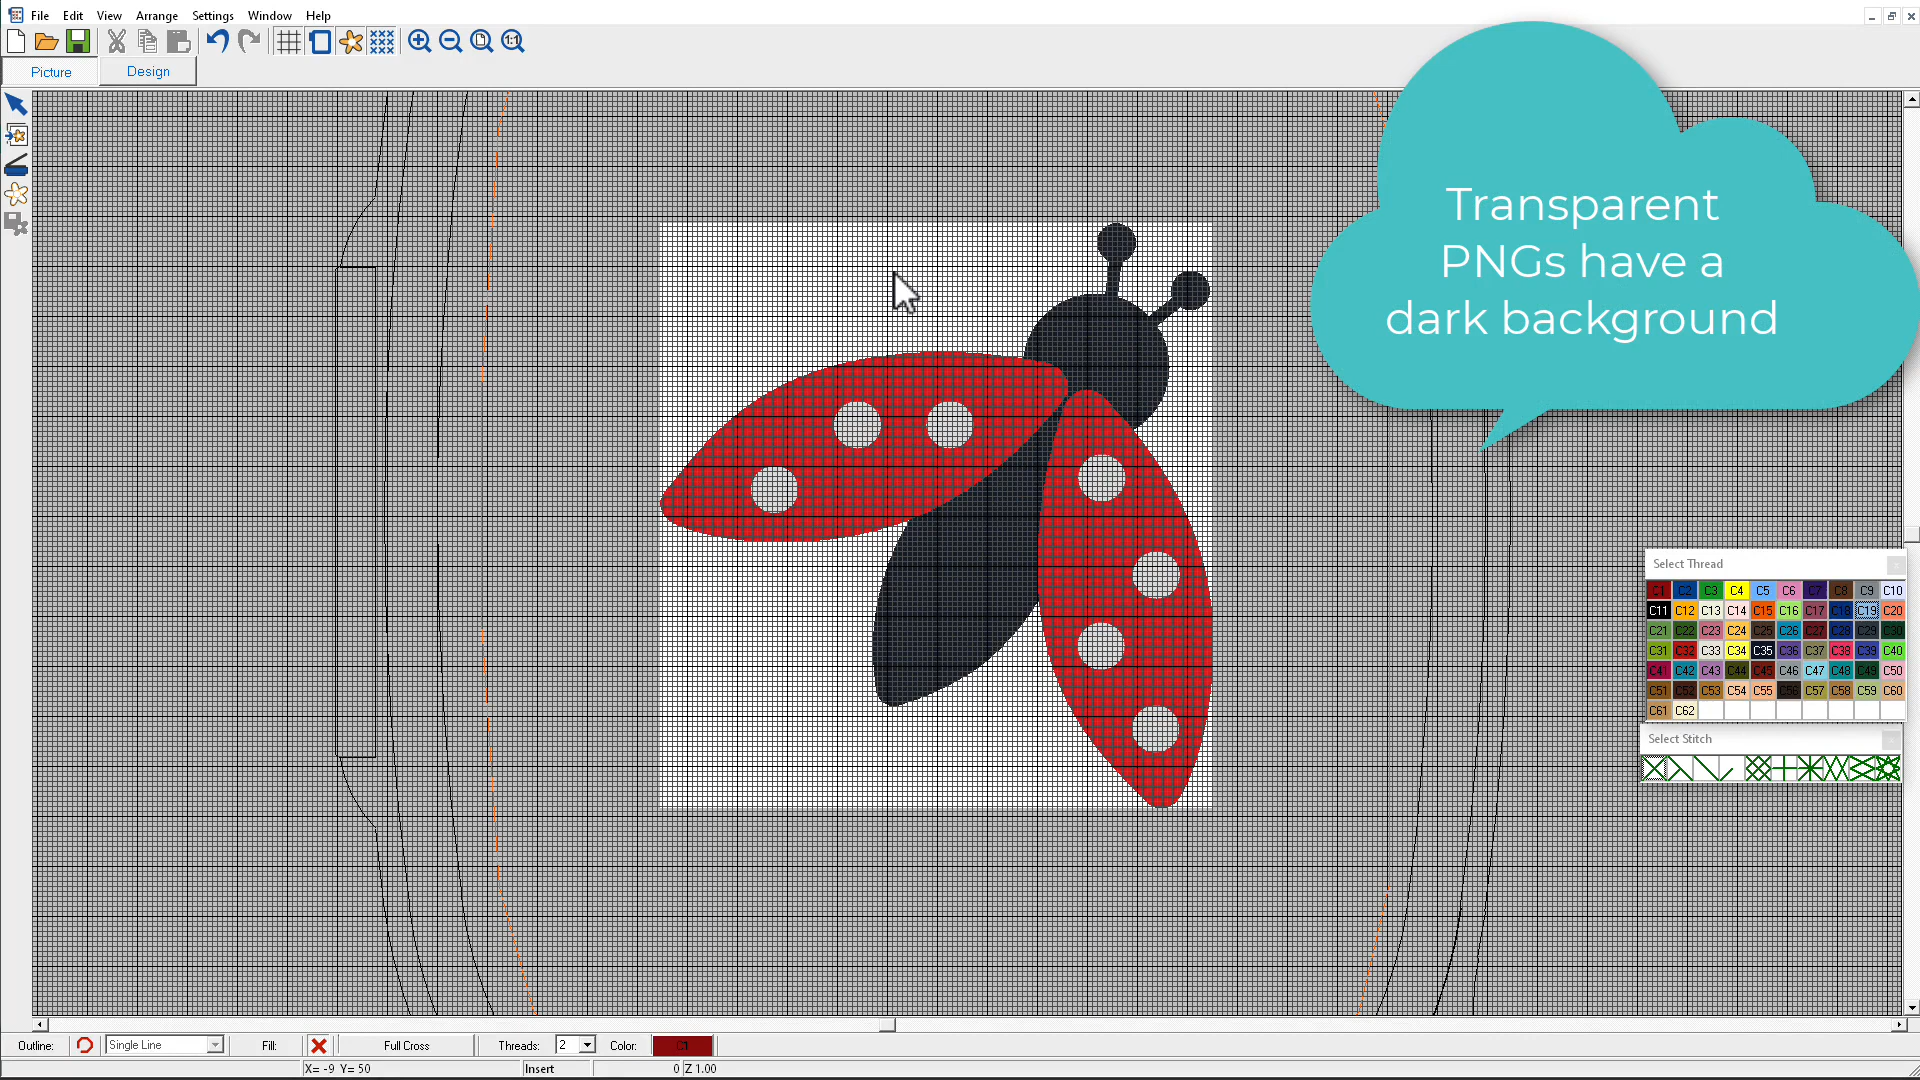 File Edit View Arrange Settings Window Help
1:1
Picture Design
Transparent
PNGs have a
dark background
Select Thread
C1 C2 C3 C4 C5 C6 C7 C8 C9 C10
C11 C12 C13 C14 C15 C16 C17 C18 C19 C20
C21 C22 C23 C24 C25 C26 C27 C28 C29 C30
C31 C32 C33 C34 C35 C36 C37 C38 C39 C40
C41 C42 C43 C44 C45 C46 C47 C48 C49 C50
C51 C52 C53 C54 C55 C56 C57 C58 C59 C60
C61 C62
Select Stitch
Outline: Single Line Fill: Full Cross Threads: 2 Color: C1
X= -9 Y= 50 Insert 0 Z 1.00